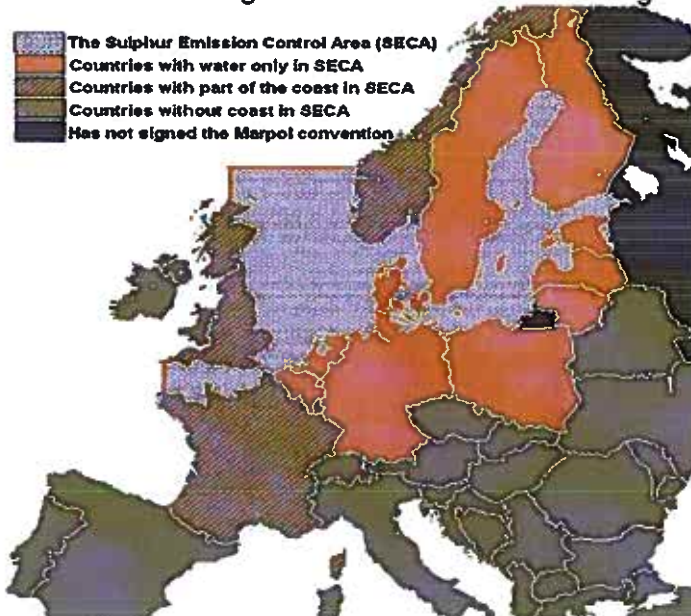 The Sulphur Emission Control Area (SECA)
Countries with water only in SECA
Countries with part of the coast in SECA
Countries without coast in SECA
Has not signed the Marpol convention